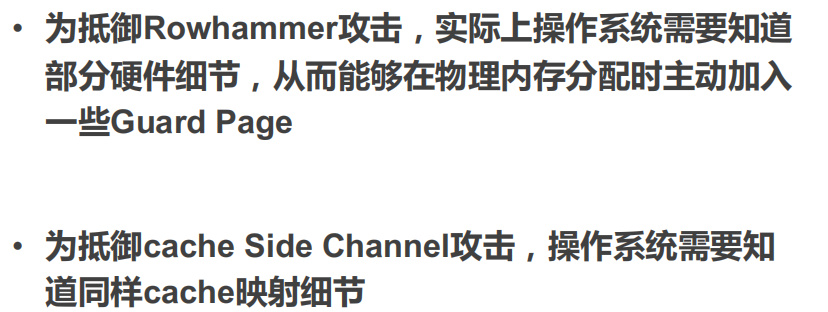 • 为抵御Rowhammer攻击，实际上操作系统需要知道
部分硬件细节，从而能够在物理内存分配时主动加入
一些Guard Page
• 为抵御cache Side Channel攻击，操作系统需要知
道同样cache映射细节